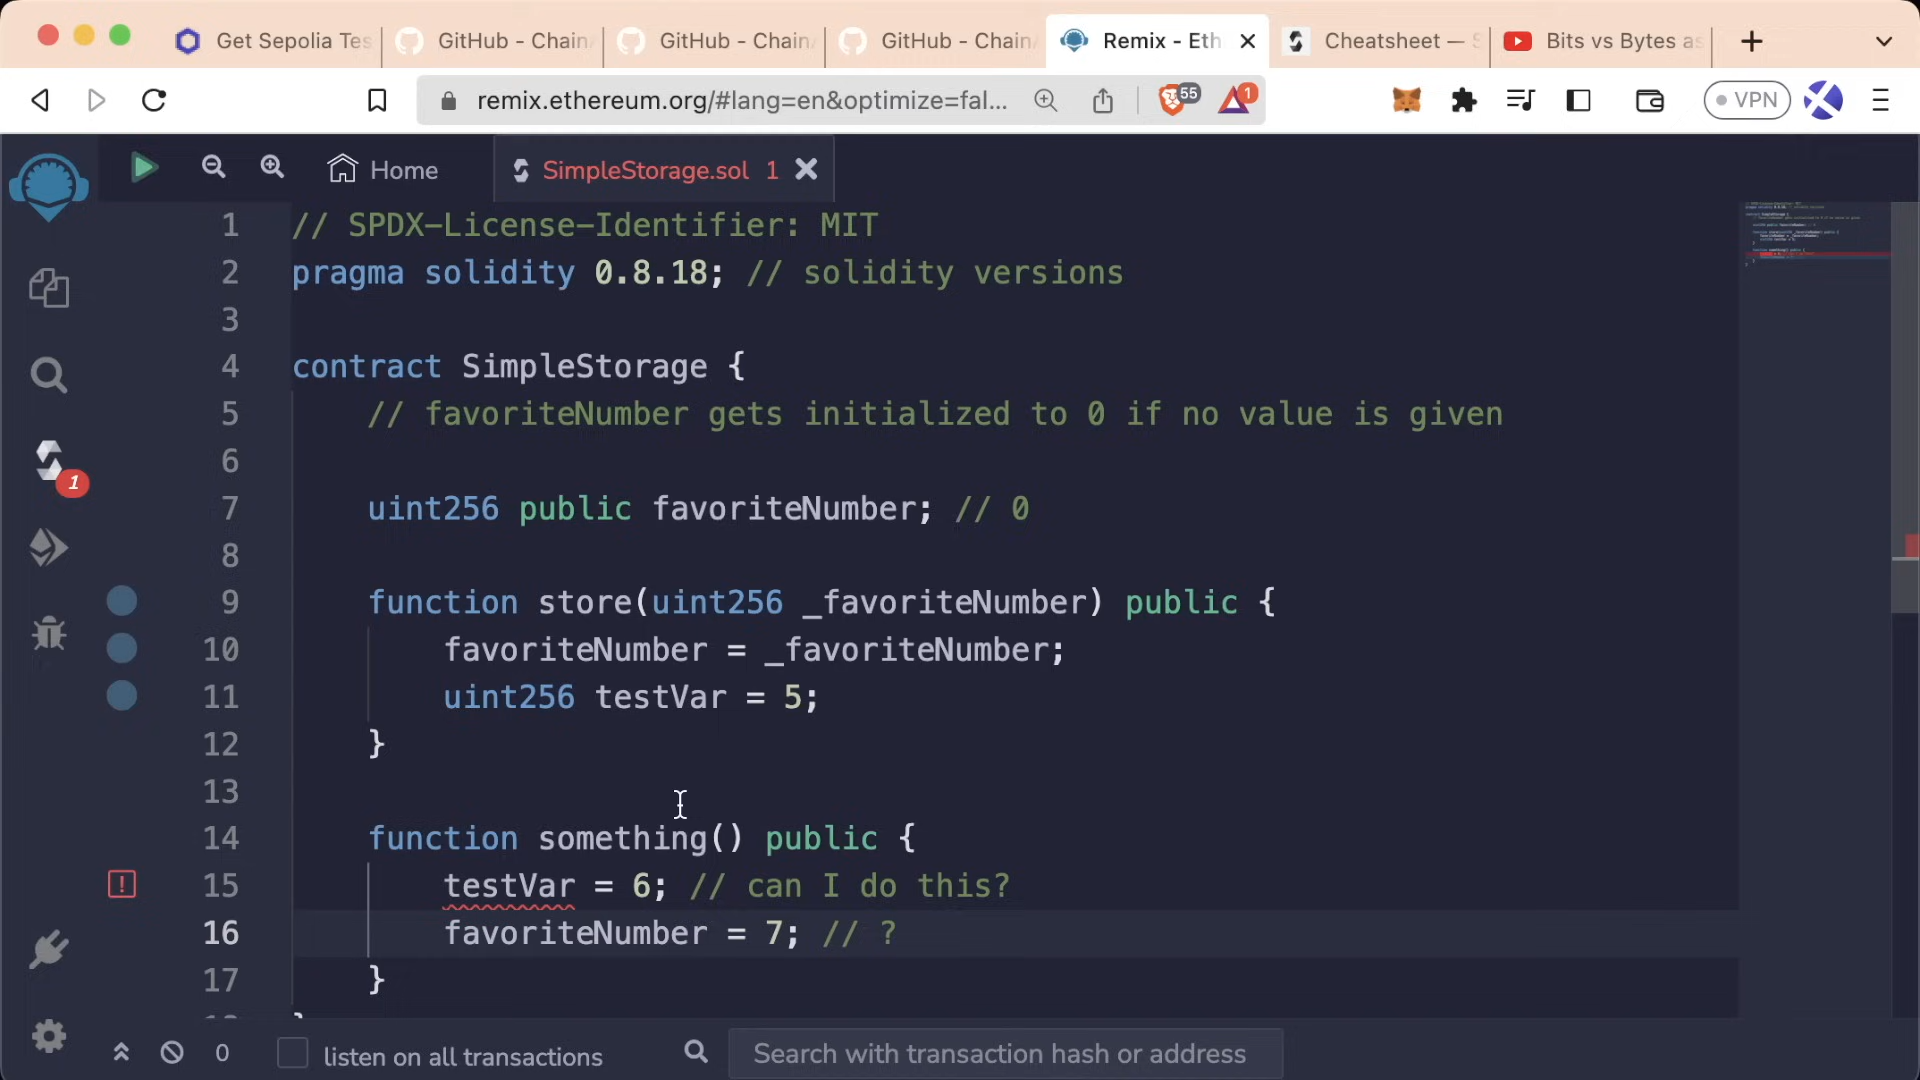 Get Sepolia Tes
GitHub - Chain
GitHub - Chain
GitHub - Chain
Remix - Eth
Cheatsheet — S
Bits vs Bytes as
remix.ethereum.org/#lang=en&optimize=fal...
55
1
VPN
Home
SimpleStorage.sol 1
1 // SPDX-License-Identifier: MIT
2 pragma solidity 0.8.18; // solidity versions
3
4 contract SimpleStorage {
5 // favoriteNumber gets initialized to 0 if no value is given
6
7 uint256 public favoriteNumber; // 0
8
9 function store(uint256 _favoriteNumber) public {
10 favoriteNumber = _favoriteNumber;
11 uint256 testVar = 5;
12 }
13
14 function something() public {
15 testVar = 6; // can I do this?
16 favoriteNumber = 7; // ?
17 }
1
0
listen on all transactions
Search with transaction hash or address